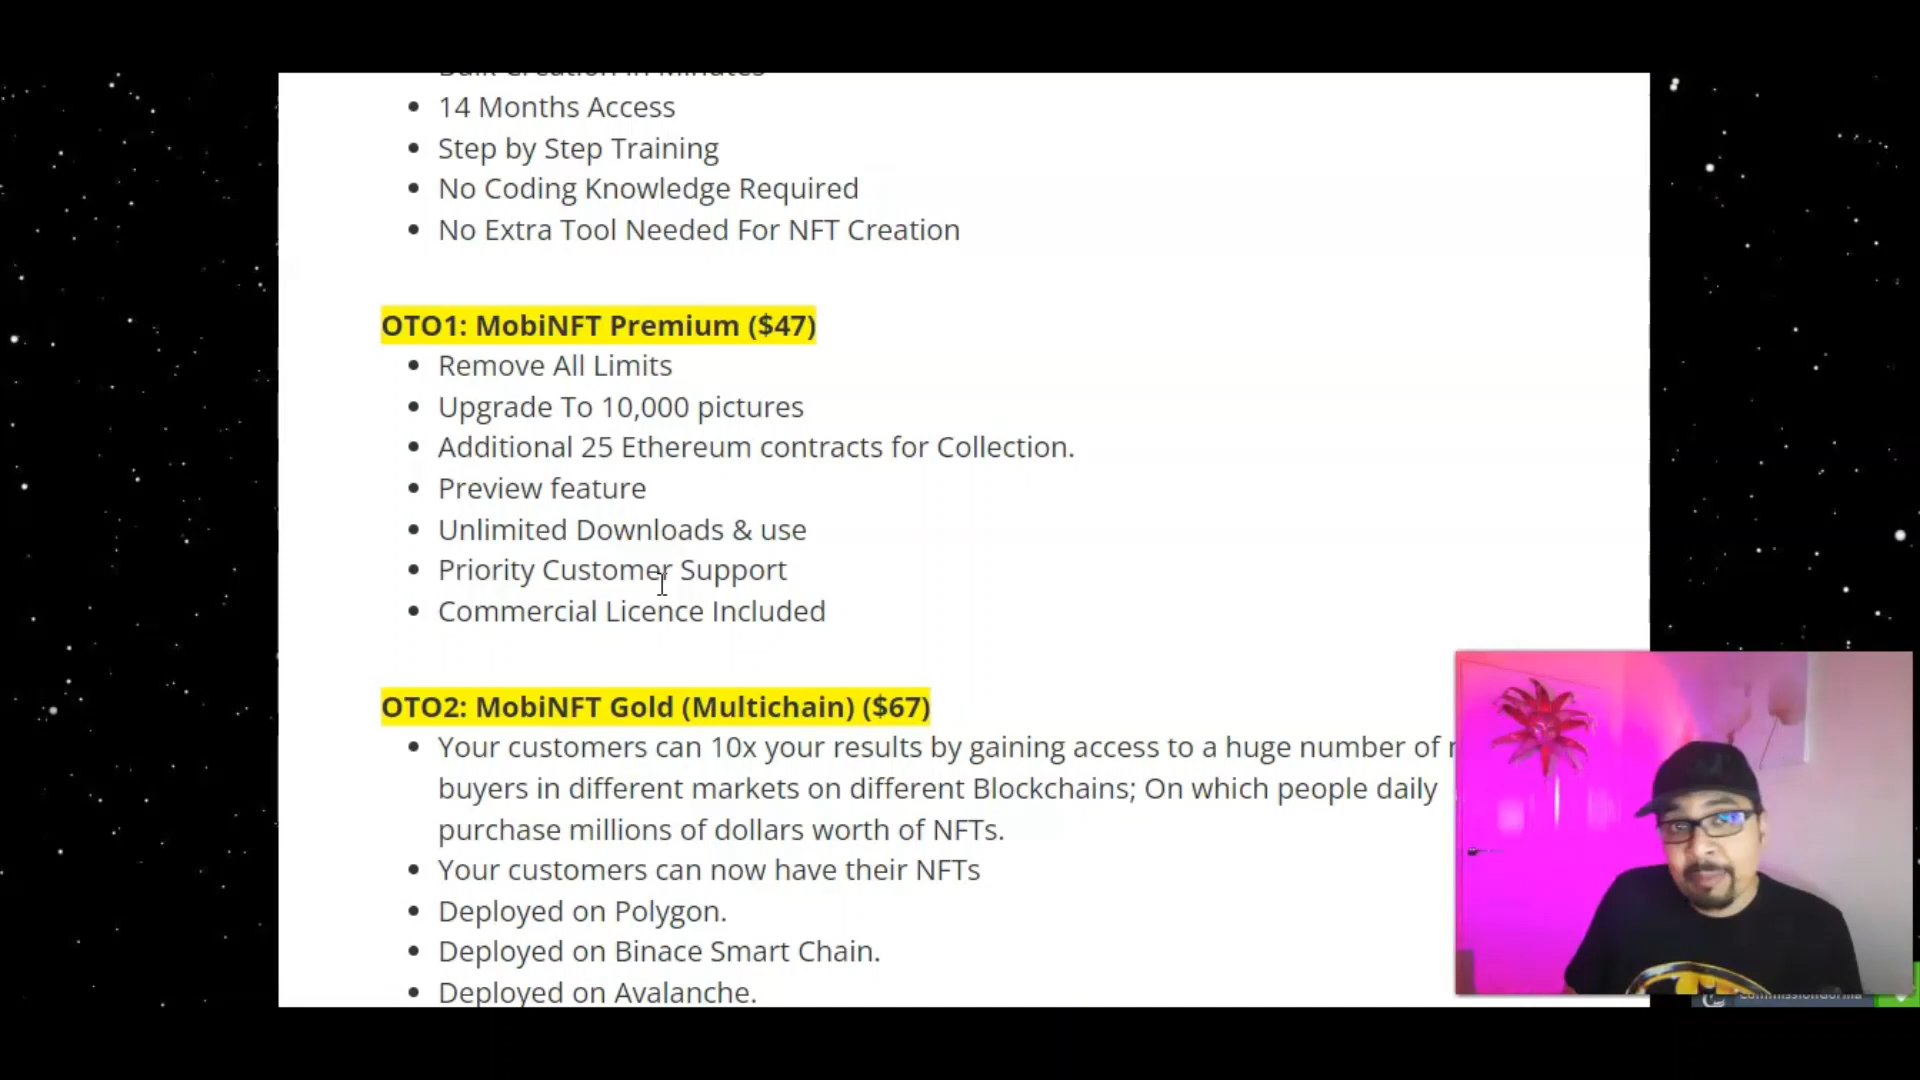 Bulk Creation In Minutes
14 Months Access
Step by Step Training
No Coding Knowledge Required
No Extra Tool Needed For NFT Creation
OTO1: MobiNFT Premium ($47)
Remove All Limits
Upgrade To 10,000 pictures
Additional 25 Ethereum contracts for Collection.
Preview feature
Unlimited Downloads & use
Priority Customer Support
Commercial Licence Included
OTO2: MobiNFT Gold (Multichain) ($67)
Your customers can 10x your results by gaining access to a huge number of
buyers in different markets on different Blockchains; On which people daily
purchase millions of dollars worth of NFTs.
Your customers can now have their NFTs
Deployed on Polygon.
Deployed on Binace Smart Chain.
Deployed on Avalanche.